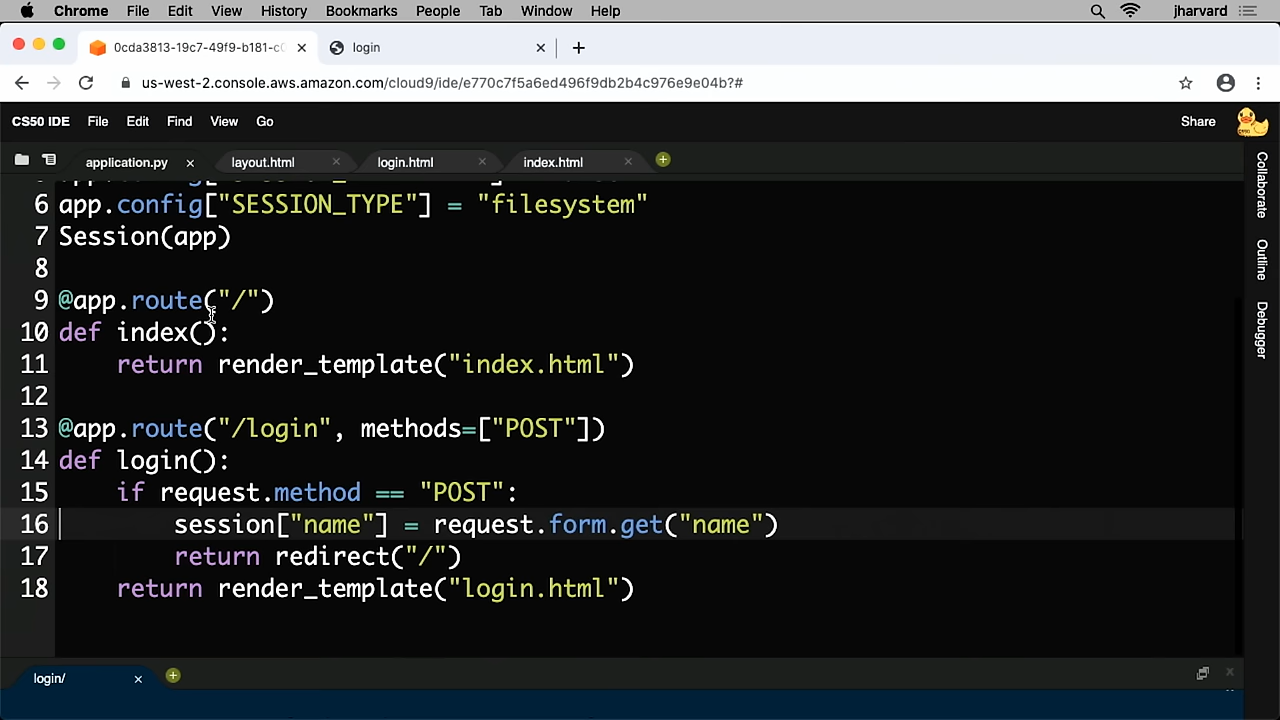 Chrome File Edit View History Bookmarks People Tab Window Help jharvard
0cda3813-19c7-49f9-b181-c
login
us-west-2.console.aws.amazon.com/cloud9/ide/e770c7f5a6ed496f9db2b4c976e9e04b?#
CS50 IDE File Edit Find View Go Share
application.py layout.html login.html index.html
6 app.config["SESSION_TYPE"] = "filesystem"
7 Session(app)
8
9 @app.route("/")
10 def index():
11 return render_template("index.html")
12
13 @app.route("/login", methods=["POST"])
14 def login():
15 if request.method == "POST":
16 session["name"] = request.form.get("name")
17 return redirect("/")
18 return render_template("login.html")
login/
Collaborate
Outline
Debugger